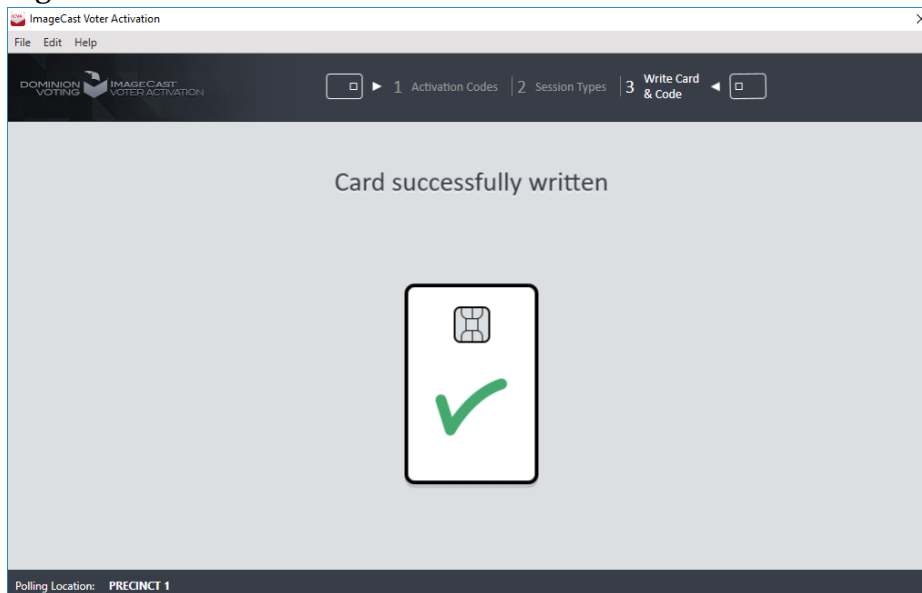 ImageCast Voter Activation
File Edit Help
DOMINION VOTING IMAGECAST VOTER ACTIVATION
1 Activation Codes 2 Session Types 3 Write Card & Code
Card successfully written
Polling Location: PRECINCT 1